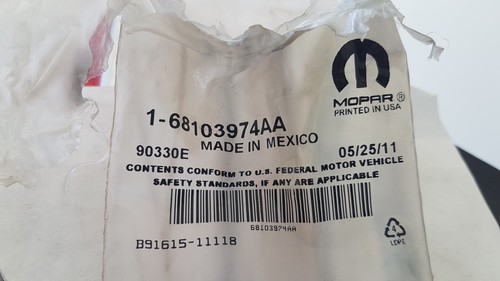 MOPAR®
PRINTED IN USA
1-68103974AA
MADE IN MEXICO
90330E 05/25/11
CONTENTS CONFORM TO U.S. FEDERAL MOTOR VEHICLE
SAFETY STANDARDS, IF ANY ARE APPLICABLE
68103974AA
B91615-11118
4
LDPE